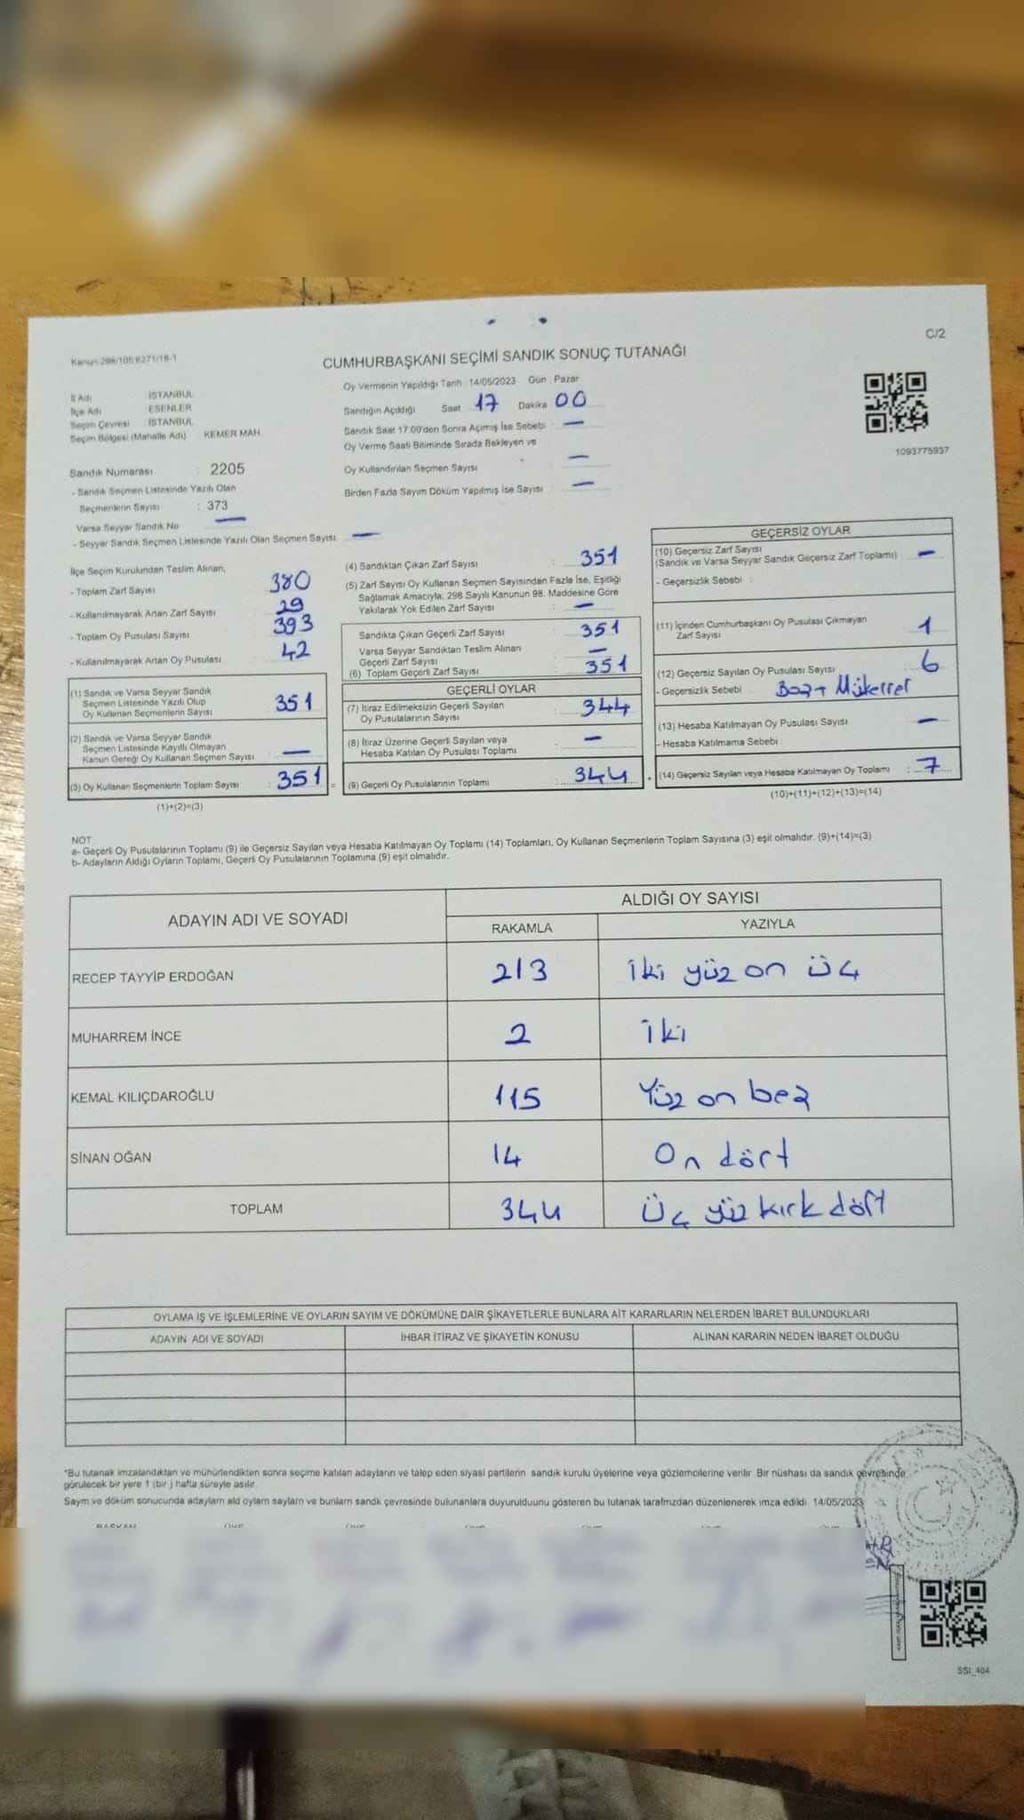 C/2
Kanun 298/105 6271/18-1
CUMHURBAŞKANI SEÇİMİ SANDIK SONUÇ TUTANAĞI
İl Adı : İSTANBUL
İlçe Adı : ESENLER
Seçim Çevresi : İSTANBUL
Seçim Bölgesi (Mahalle Adı) : KEMER MAH.
Sandık Numarası : 2205
- Sandık Seçmen Listesinde Yazılı Olan
Seçmenlerin Sayısı : 373
Varsa Seyyar Sandık No —
- Seyyar Sandık Seçmen Listesinde Yazılı Olan Seçmen Sayısı —
Oy Vermenin Yapıldığı Tarih : 14/05/2023 Gün : Pazar
Sandığın Açıldığı Saat 17 Dakika 00
Sandık Saat 17:00'den Sonra Açımış İse Sebebi : —
Oy Verme Saati Bitiminde Sırada Bekleyen ve
Oy Kullandırılan Seçmen Sayısı : —
Birden Fazla Sayım Döküm Yapılmış İse Sayısı : —
1093775937
İlçe Seçim Kurulundan Teslim Alınan;
- Toplam Zarf Sayısı : 380
- Kullanılmayarak Artan Zarf Sayısı : 29
- Toplam Oy Pusulası Sayısı : 393
- Kullanılmayarak Artan Oy Pusulası : 42
(1) Sandık ve Varsa Seyyar Sandık
Seçmen Listesinde Yazılı Olup
Oy Kullanan Seçmenlerin Sayısı : 351
(2) Sandık ve Varsa Seyyar Sandık
Seçmen Listesinde Kayıtlı Olmayan
Kanun Gereği Oy Kullanan Seçmen Sayısı : —
(3) Oy Kullanan Seçmenlerin Toplam Sayısı : 351
(1)+(2)=(3)
(4) Sandıktan Çıkan Zarf Sayısı : 351
(5) Zarf Sayısı Oy Kullanan Seçmen Sayısından Fazla İse, Eşitliği
Sağlamak Amacıyla, 298 Sayılı Kanunun 98. Maddesine Göre
Yakılarak Yok Edilen Zarf Sayısı : —
Sandıkta Çıkan Geçerli Zarf Sayısı : 351
Varsa Seyyar Sandıktan Teslim Alınan
Geçerli Zarf Sayısı : —
(6) Toplam Geçerli Zarf Sayısı : 351
GEÇERLİ OYLAR
(7) İtiraz Edilmeksizin Geçerli Sayılan
Oy Pusulalarının Sayısı : 344
(8) İtiraz Üzerine Geçerli Sayılan veya
Hesaba Katılan Oy Pusulası Toplamı : —
(9) Geçerli Oy Pusulalarının Toplamı : 344
GEÇERSİZ OYLAR
(10) Geçersiz Zarf Sayısı
(Sandık ve Varsa Seyyar Sandık Geçersiz Zarf Toplamı) : —
- Geçersizlik Sebebi :
(11) İçinden Cumhurbaşkanı Oy Pusulası Çıkmayan
Zarf Sayısı : 1
(12) Geçersiz Sayılan Oy Pusulası Sayısı : 6
- Geçersizlik Sebebi : Boş + Mükerrer
(13) Hesaba Katılmayan Oy Pusulası Sayısı : —
- Hesaba Katılmama Sebebi :
(14) Geçersiz Sayılan veya Hesaba Katılmayan Oy Toplamı : 7
(10)+(11)+(12)+(13)=(14)
NOT
a- Geçerli Oy Pusulalarının Toplamı (9) ile Geçersiz Sayılan veya Hesaba Katılmayan Oy Toplamı (14) Toplamları, Oy Kullanan Seçmenlerin Toplam Sayısına (3) eşit olmalıdır. (9)+(14)=(3)
b- Adayların Aldığı Oyların Toplamı, Geçerli Oy Pusulalarının Toplamına (9) eşit olmalıdır.
ADAYIN ADI VE SOYADI
ALDIĞI OY SAYISI
RAKAMLA YAZIYLA
RECEP TAYYİP ERDOĞAN 213 iki yüz on üç
MUHARREM İNCE 2 iki
KEMAL KILIÇDAROĞLU 115 Yüz on beş
SİNAN OĞAN 14 On dört
TOPLAM 344 Üç yüz kırk dört
OYLAMA İŞ VE İŞLEMLERİNE VE OYLARIN SAYIM VE DÖKÜMÜNE DAİR ŞİKAYETLERLE BUNLARA AİT KARARLARIN NELERDEN İBARET BULUNDUKLARI
ADAYIN ADI VE SOYADI İHBAR İTİRAZ VE ŞİKAYETİN KONUSU ALINAN KARARIN NEDEN İBARET OLDUĞU
*Bu tutanak imzalandıktan ve mühürlendikten sonra seçime katılan adayların ve talep eden siyasi partilerin sandık kurulu üyelerine veya gözlemcilerine verilir. Bir nüshası da sandık çevresinde
görülecek bir yere 1 (bir) hafta süreyle asılır.
Sayım ve döküm sonucunda adayların aldı oyların sayıları ve bunların sandık çevresinde bulunanlara duyurulduunu gösteren bu tutanak tarafımızdan düzenlenerek imza edildi. 14/05/2023
SSI_404